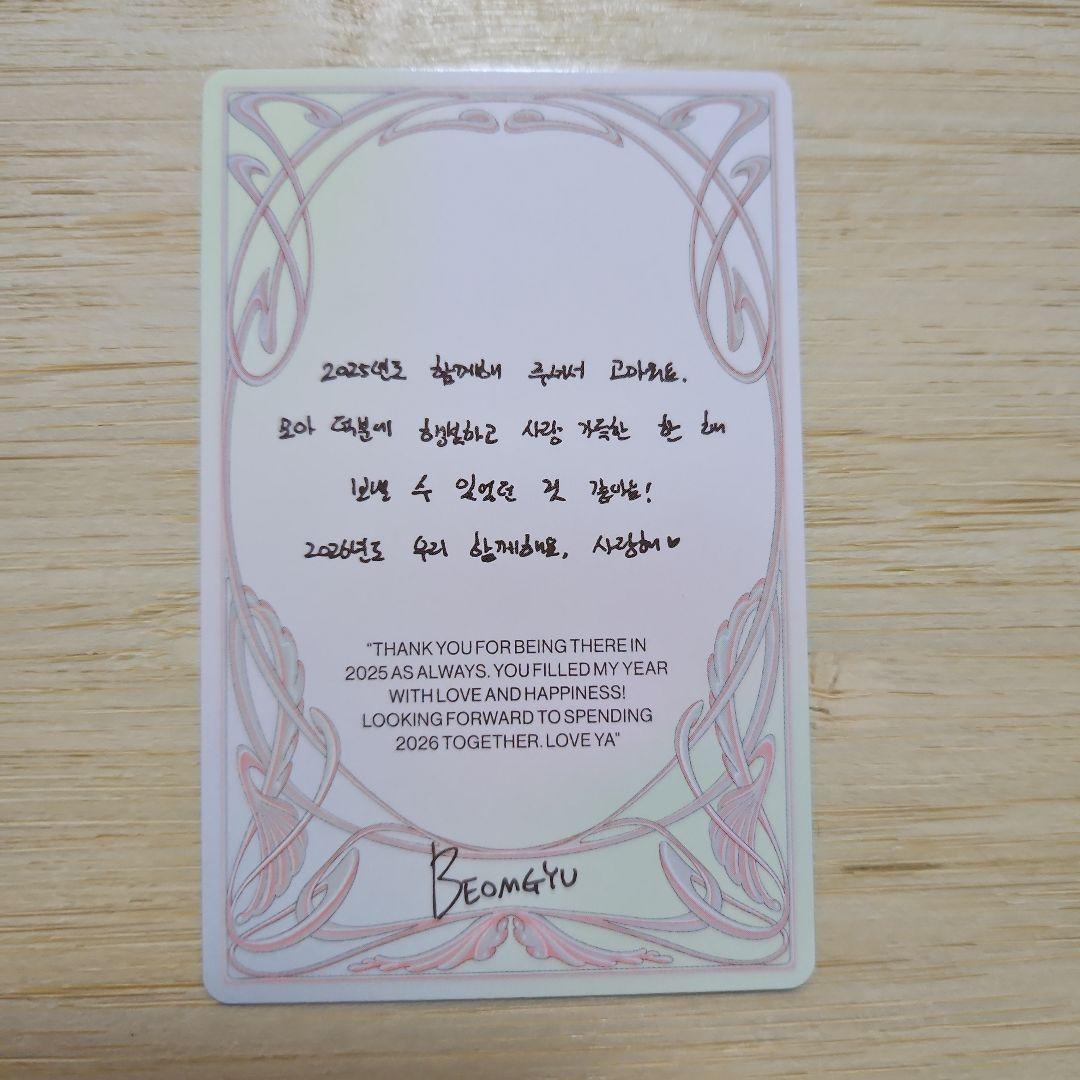 2025년도 함께해 주셔서 고마워요.
모아 덕분에 행복하고 사랑 가득한 한 해
보낼 수 있었던 것 같아요!
2026년도 우리 함께해요. 사랑해♥
"THANK YOU FOR BEING THERE IN
2025 AS ALWAYS. YOU FILLED MY YEAR
WITH LOVE AND HAPPINESS!
LOOKING FORWARD TO SPENDING
2026 TOGETHER. LOVE YA"
BEOMGYU